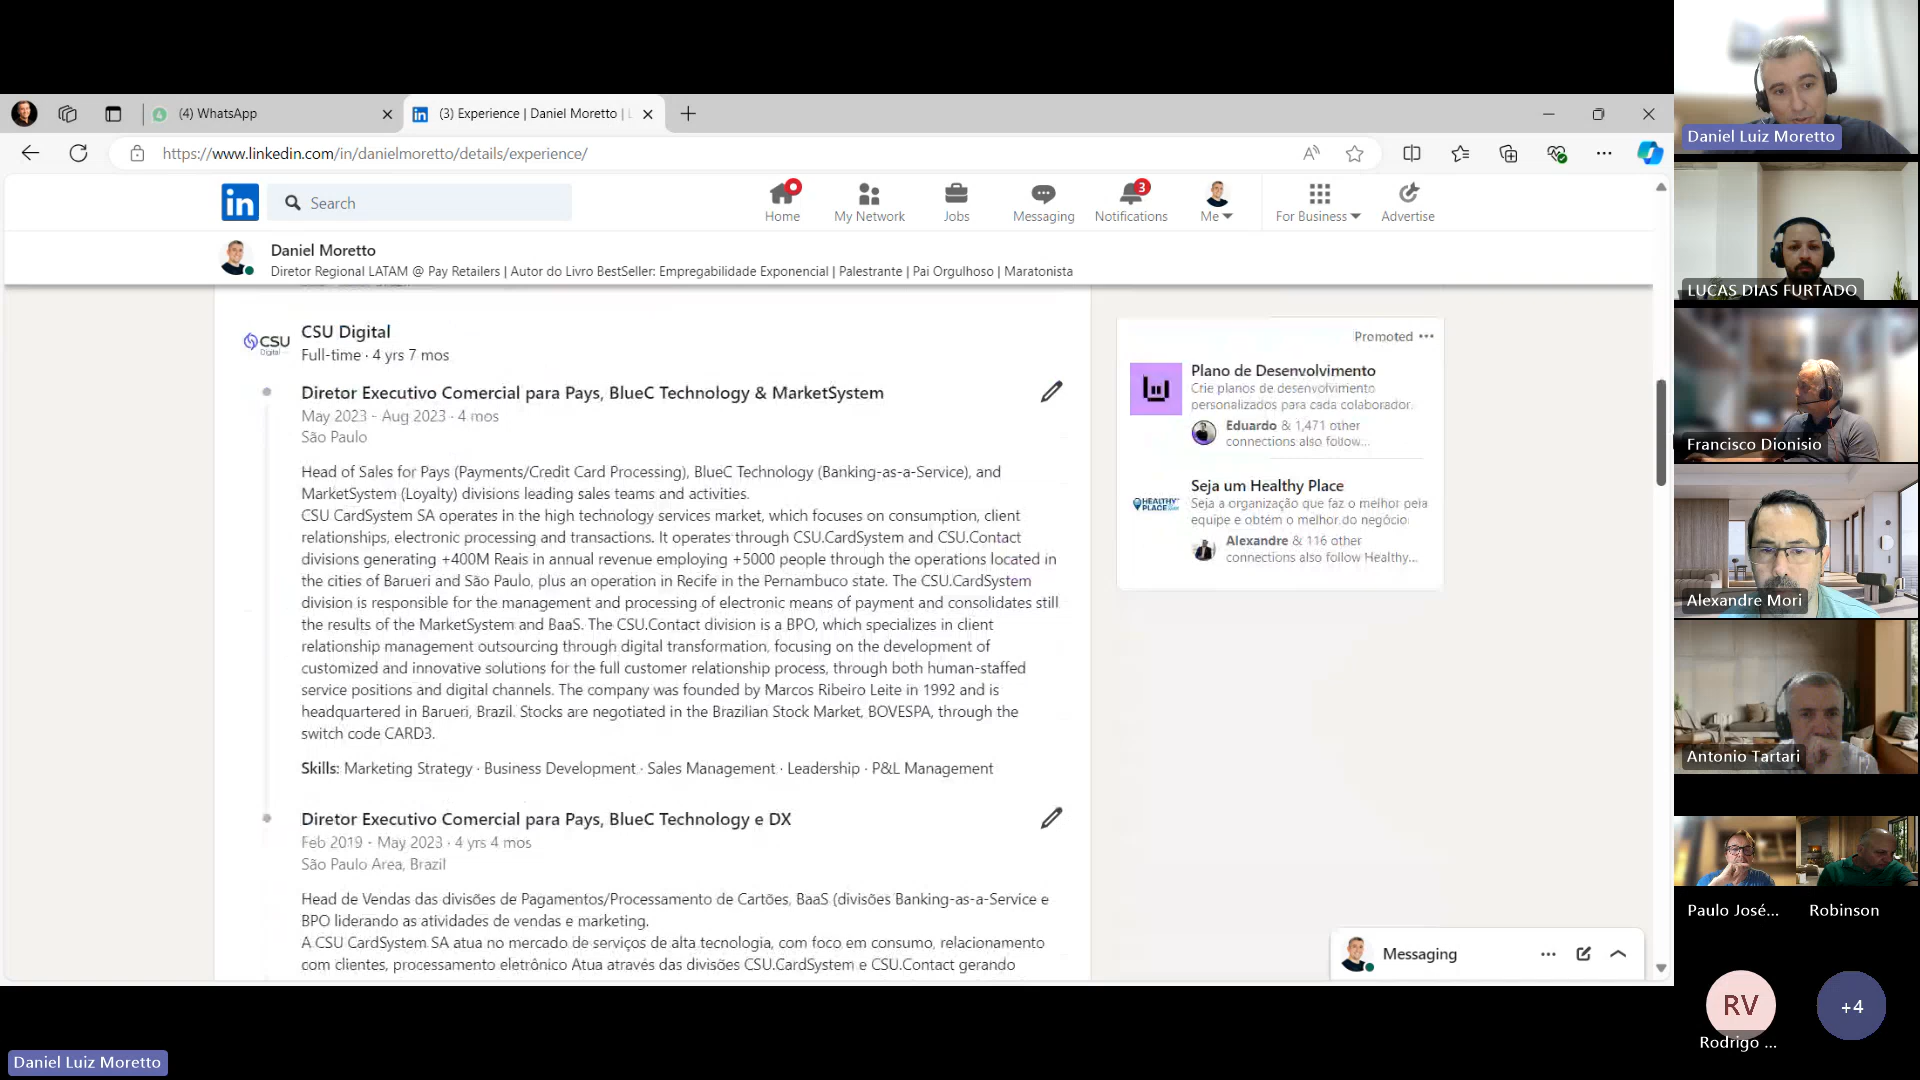 (4) WhatsApp
(3) Experience | Daniel Moretto |
https://www.linkedin.com/in/danielmoretto/details/experience/
in
Search
Home
My Network
Jobs
Messaging
3
Notifications
Me
For Business
Advertise
Daniel Moretto
Diretor Regional LATAM @ Pay Retailers | Autor do Livro BestSeller: Empregabilidade Exponencial | Palestrante | Pai Orgulhoso | Maratonista
CSU
Digital
CSU Digital
Full-time · 4 yrs 7 mos
Diretor Executivo Comercial para Pays, BlueC Technology & MarketSystem
May 2023 - Aug 2023 · 4 mos
São Paulo
Head of Sales for Pays (Payments/Credit Card Processing), BlueC Technology (Banking-as-a-Service), and
MarketSystem (Loyalty) divisions leading sales teams and activities.
CSU CardSystem SA operates in the high technology services market, which focuses on consumption, client
relationships, electronic processing and transactions. It operates through CSU.CardSystem and CSU.Contact
divisions generating +400M Reais in annual revenue employing +5000 people through the operations located in
the cities of Barueri and São Paulo, plus an operation in Recife in the Pernambuco state. The CSU.CardSystem
division is responsible for the management and processing of electronic means of payment and consolidates still
the results of the MarketSystem and BaaS. The CSU.Contact division is a BPO, which specializes in client
relationship management outsourcing through digital transformation, focusing on the development of
customized and innovative solutions for the full customer relationship process, through both human-staffed
service positions and digital channels. The company was founded by Marcos Ribeiro Leite in 1992 and is
headquartered in Barueri, Brazil. Stocks are negotiated in the Brazilian Stock Market, BOVESPA, through the
switch code CARD3.
Skills: Marketing Strategy · Business Development · Sales Management · Leadership · P&L Management
Diretor Executivo Comercial para Pays, BlueC Technology e DX
Feb 2019 - May 2023 · 4 yrs 4 mos
São Paulo Area, Brazil
Head de Vendas das divisões de Pagamentos/Processamento de Cartões, BaaS (divisões Banking-as-a-Service e
BPO liderando as atividades de vendas e marketing.
A CSU CardSystem SA atua no mercado de serviços de alta tecnologia, com foco em consumo, relacionamento
com clientes, processamento eletrônico Atua através das divisões CSU.CardSystem e CSU.Contact gerando
Promoted
Plano de Desenvolvimento
Crie planos de desenvolvimento
personalizados para cada colaborador.
Eduardo & 1,471 other
connections also follow...
HEALTHY
PLACE
Seja um Healthy Place
Seja a organização que faz o melhor pela
equipe e obtém o melhor do negócio
Alexandre & 116 other
connections also follow Healthy...
Messaging
Daniel Luiz Moretto
LUCAS DIAS FURTADO
Francisco Dionisio
Alexandre Mori
Antonio Tartari
Paulo José...
Robinson
RV
Rodrigo ...
+4
Daniel Luiz Moretto